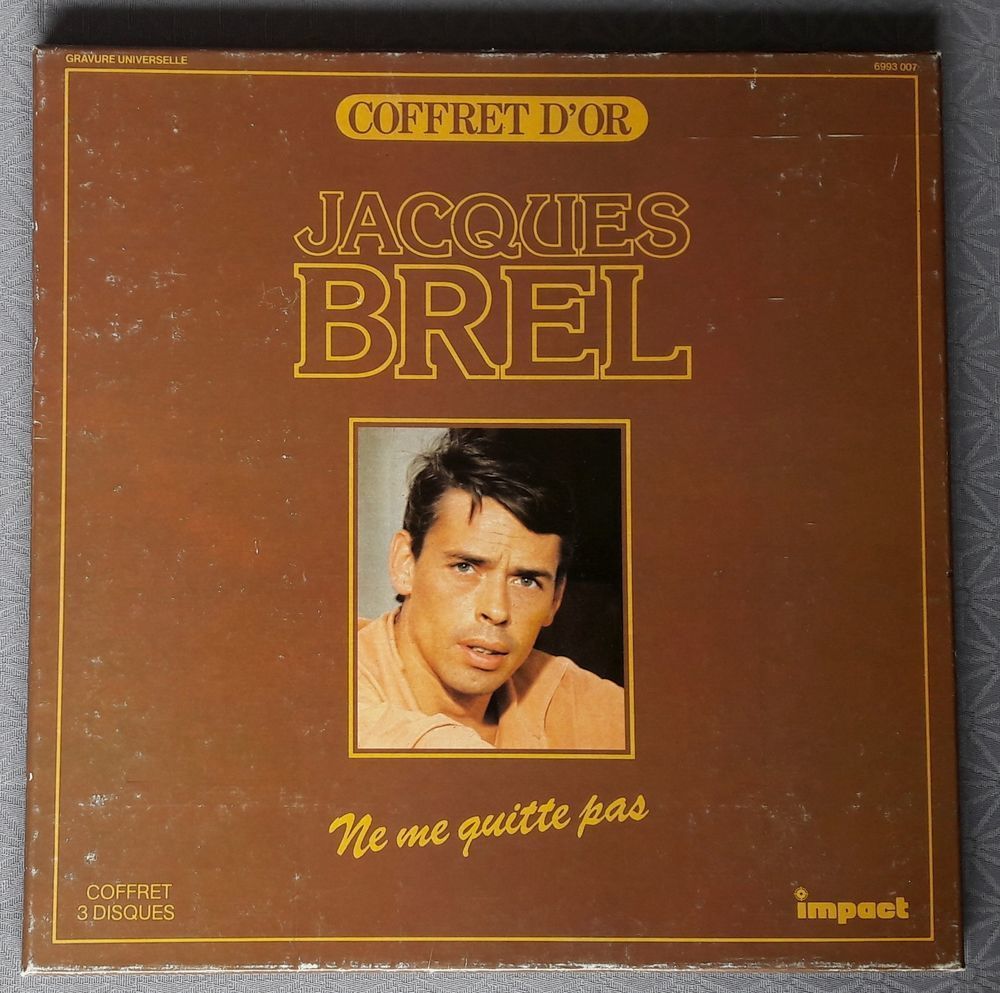 GRAVURE UNIVERSELLE
6993 007
COFFRET D'OR
JACQUES
BREL
Ne me quitte pas
COFFRET
3 DISQUES
impact